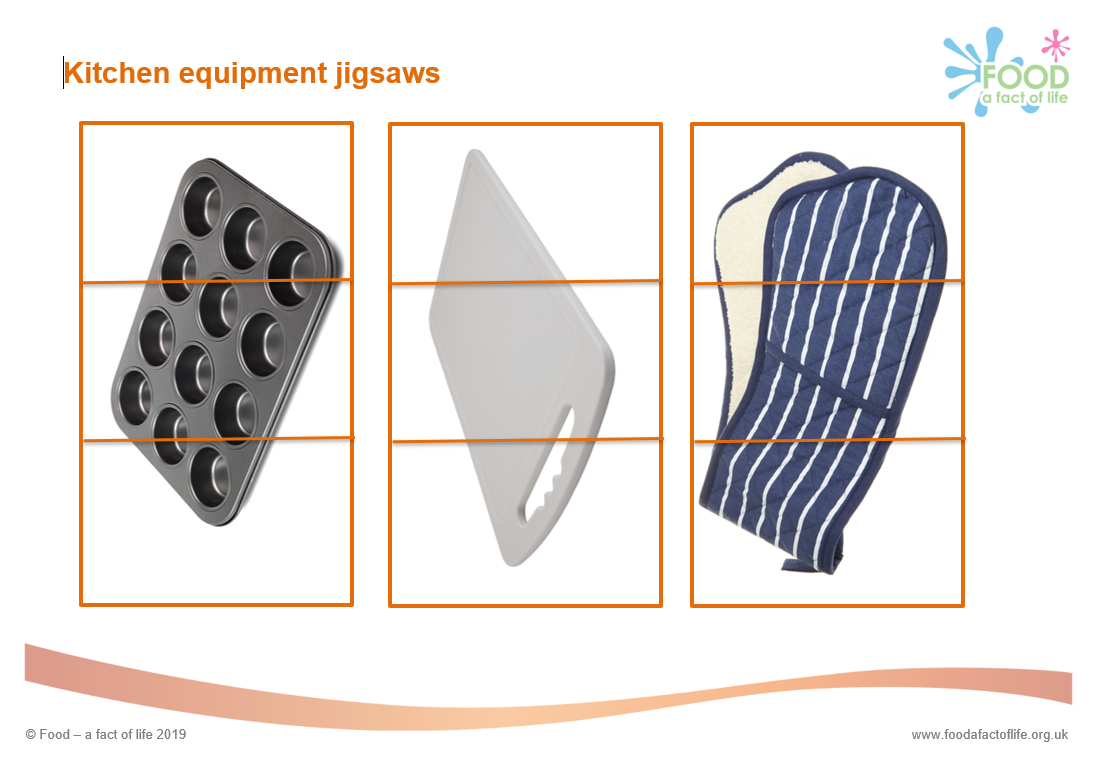 Kitchen equipment jigsaws
FOOD
a fact of life
© Food – a fact of life 2019
www.foodafactoflife.org.uk